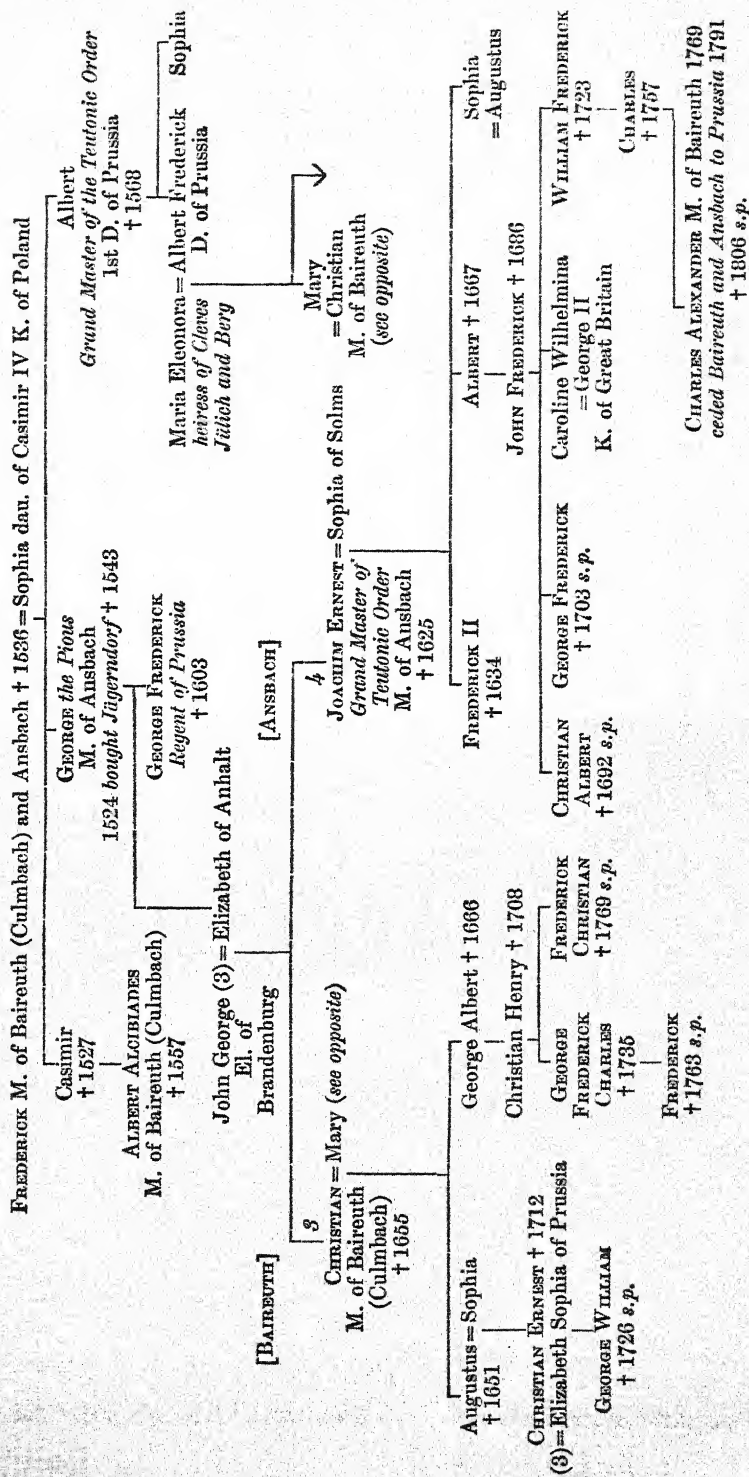 FREDERICK M. of Baireuth (Culmbach) and Ansbach † 1536 = Sophia dau. of Casimir IV K. of Poland
Casimir
† 1527
GEORGE the Pious
M. of Ansbach
1524 bought Jägerndorf † 1543
Albert
Grand Master of the Teutonic Order
1st D. of Prussia
† 1568
ALBERT ALCIBIADES
M. of Baireuth (Culmbach)
† 1557
GEORGE FREDERICK
Regent of Prussia
† 1603
Maria Eleonora = Albert Frederick
heiress of Cleves
Jülich and Berg
D. of Prussia
Sophia
John George (3) = Elizabeth of Anhalt
El. of
Brandenburg
Mary
= Christian
M. of Baireuth
(see opposite)
[BAIREUTH]
[ANSBACH]
3
CHRISTIAN = Mary (see opposite)
M. of Baireuth
(Culmbach)
† 1655
4
JOACHIM ERNEST = Sophia of Solms
Grand Master of
Teutonic Order
M. of Ansbach
† 1625
Augustus = Sophia
† 1651
George Albert † 1666
FREDERICK II
† 1634
ALBERT † 1667
Sophia
= Augustus
CHRISTIAN ERNEST † 1712
(3) = Elizabeth Sophia of Prussia
Christian Henry † 1708
JOHN FREDERICK † 1686
GEORGE WILLIAM
† 1726 s.p.
GEORGE
FREDERICK
CHARLES
† 1735
FREDERICK
CHRISTIAN
† 1769 s.p.
CHRISTIAN
ALBERT
† 1692 s.p.
GEORGE FREDERICK
† 1703 s.p.
Caroline Wilhelmina
= George II
K. of Great Britain
WILLIAM FREDERICK
† 1723
FREDERICK
† 1763 s.p.
CHARLES
† 1757
CHARLES ALEXANDER M. of Baireuth 1769
ceded Baireuth and Ansbach to Prussia 1791
† 1806 s.p.